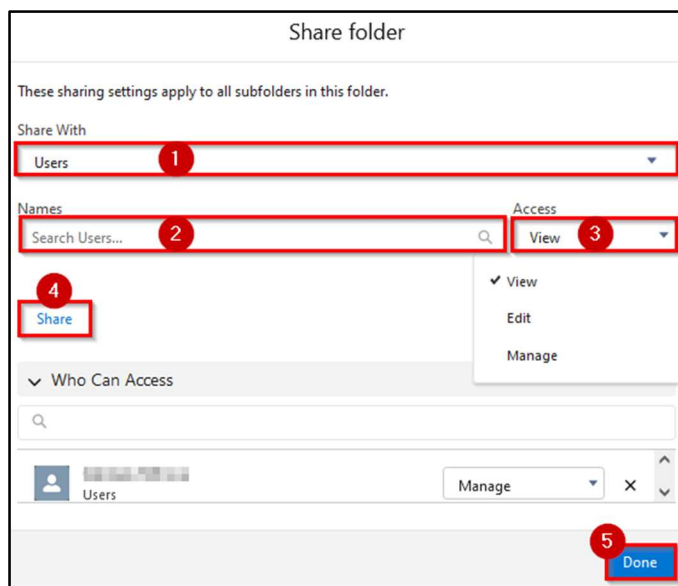 Share folder
These sharing settings apply to all subfolders in this folder.
Share With
Users 1
Names Access
Search Users... 2 View 3
4 View
Share Edit
Manage
Who Can Access
Users Manage
5
Done